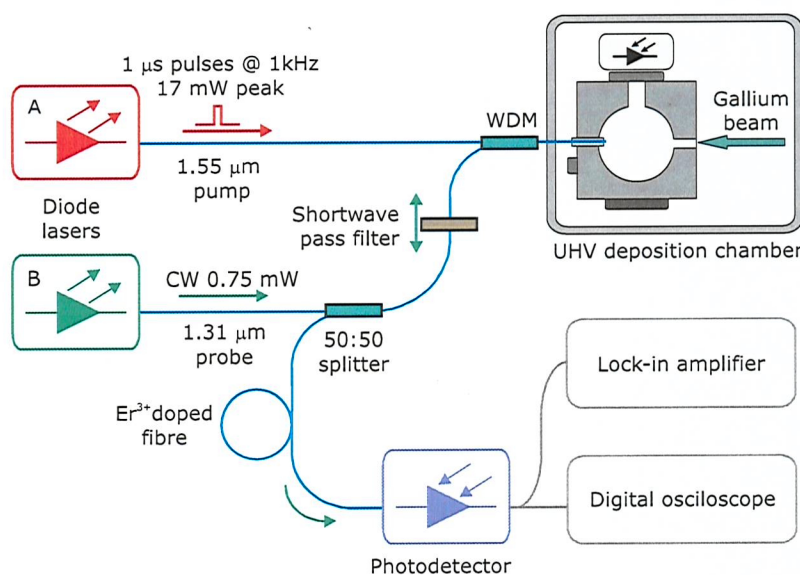 1 μs pulses @ 1kHz
17 mW peak
A
1.55 μm
pump
Diode
lasers
WDM
Gallium
beam
Shortwave
pass filter
UHV deposition chamber
B
CW 0.75 mW
1.31 μm
probe
50:50
splitter
Er³⁺doped
fibre
Lock-in amplifier
Digital osciloscope
Photodetector